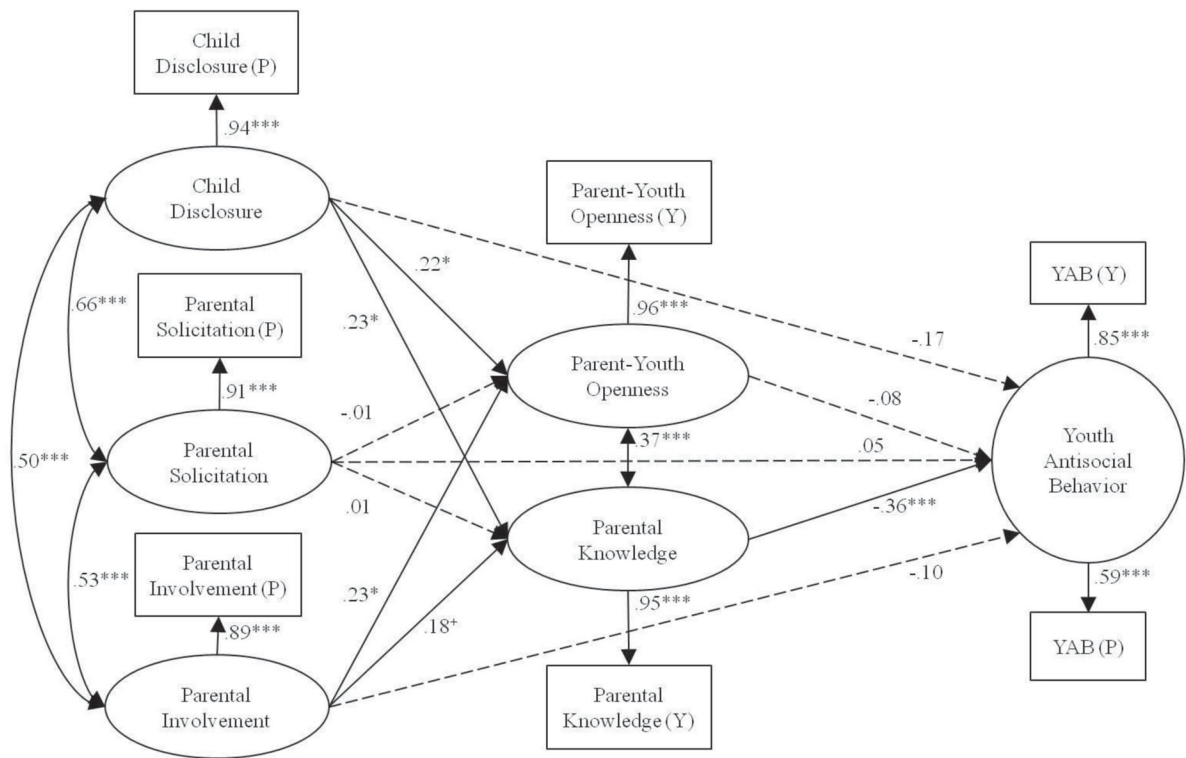 Child
Disclosure (P)
.94***
Child
Disclosure
Parental
Solicitation (P)
.66***
.91***
Parental
Solicitation
.50***
Parental
Involvement (P)
.53***
.89***
Parental
Involvement
.22*
.23*
-.01
.01
.23*
.18+
Parent-Youth
Openness (Y)
.96***
Parent-Youth
Openness
.37***
Parental
Knowledge
.95***
Parental
Knowledge (Y)
-.17
-.08
.05
-.36***
-.10
YAB (Y)
.85***
Youth
Antisocial
Behavior
.59***
YAB (P)